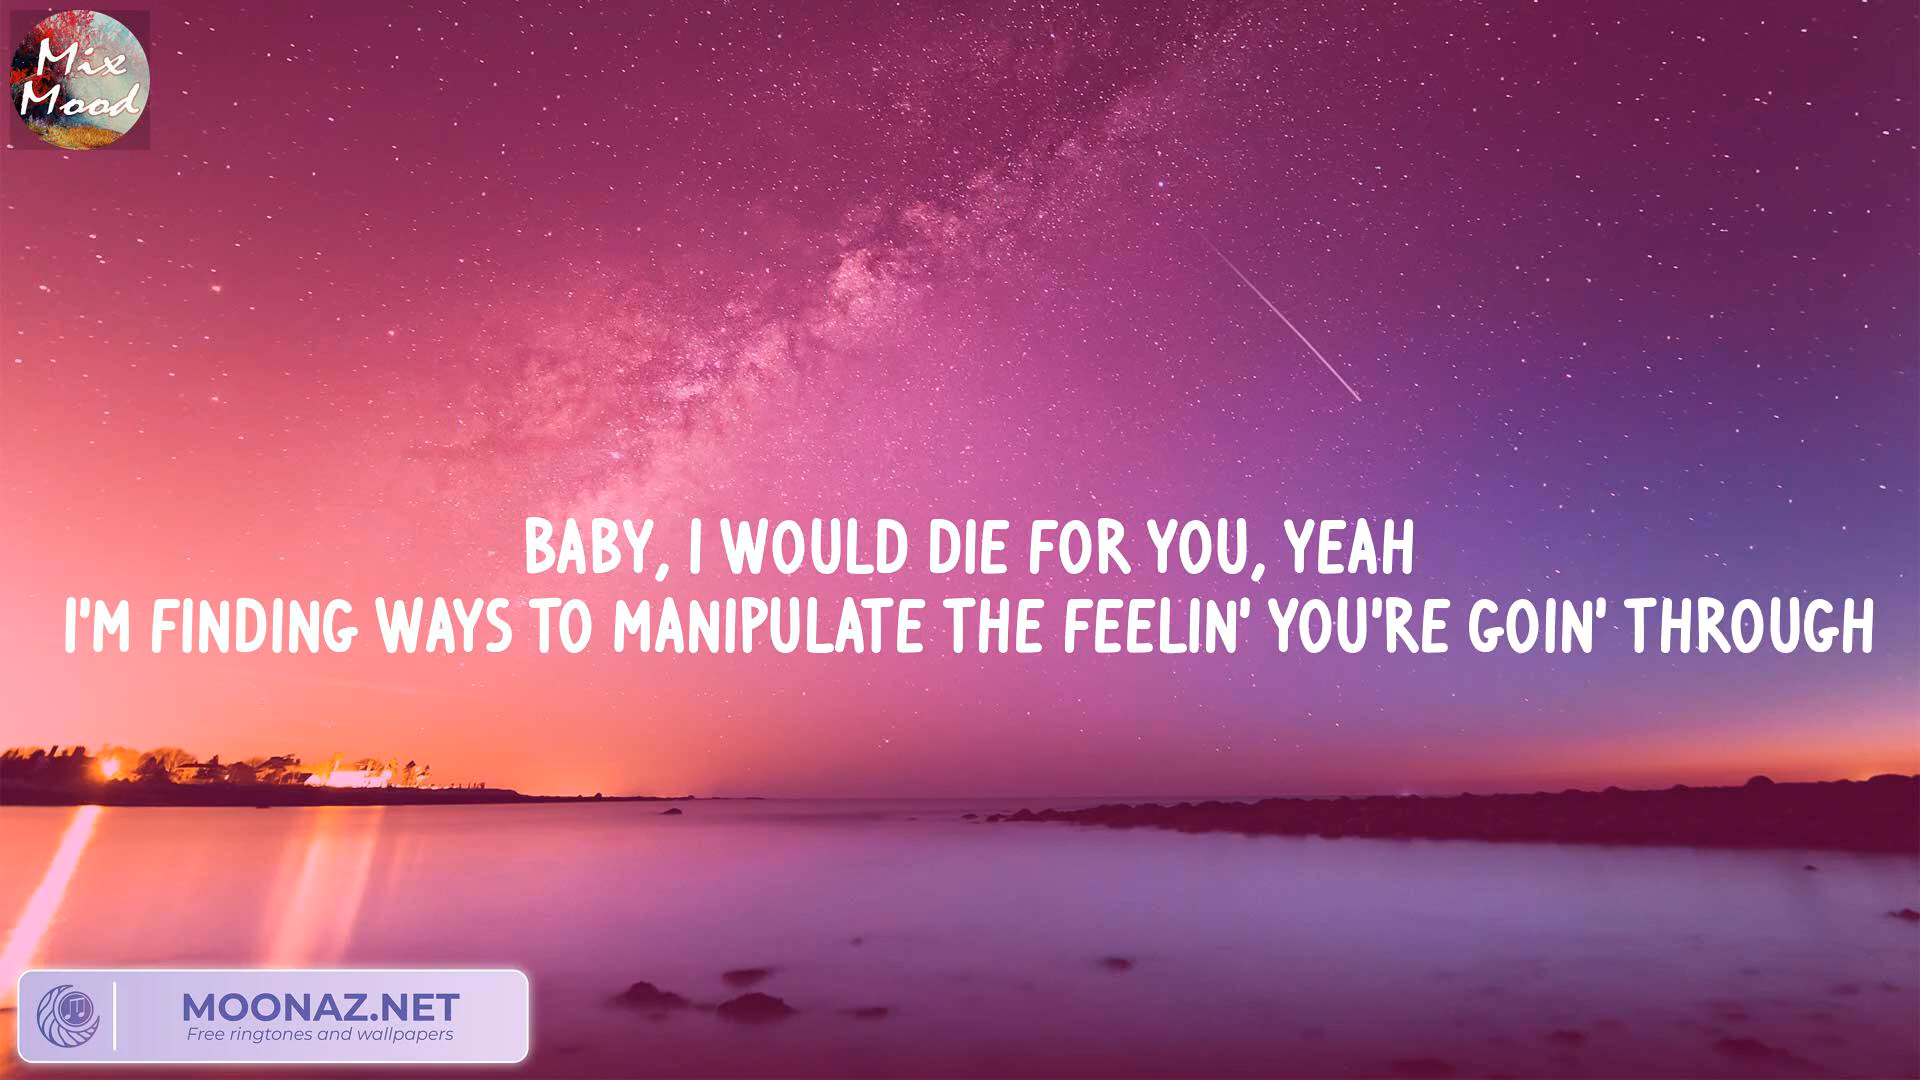 Mix
Mood
BABY, I WOULD DIE FOR YOU, YEAH
I'M FINDING WAYS TO MANIPULATE THE FEELIN' YOU'RE GOIN' THROUGH
MOONAZ.NET
Free ringtones and wallpapers